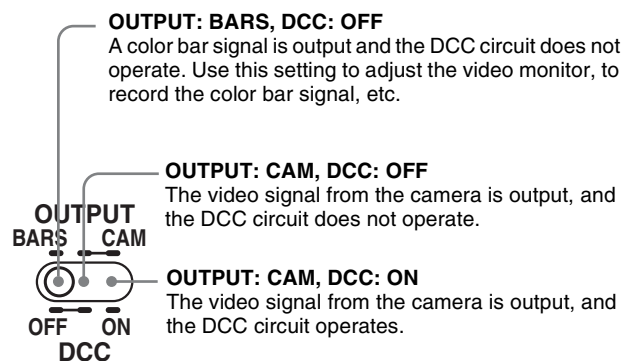 OUTPUT: BARS, DCC: OFF
A color bar signal is output and the DCC circuit does not
operate. Use this setting to adjust the video monitor, to
record the color bar signal, etc.
OUTPUT: CAM, DCC: OFF
The video signal from the camera is output, and
the DCC circuit does not operate.
OUTPUT
BARS CAM
OUTPUT: CAM, DCC: ON
The video signal from the camera is output, and
the DCC circuit operates.
OFF ON
DCC